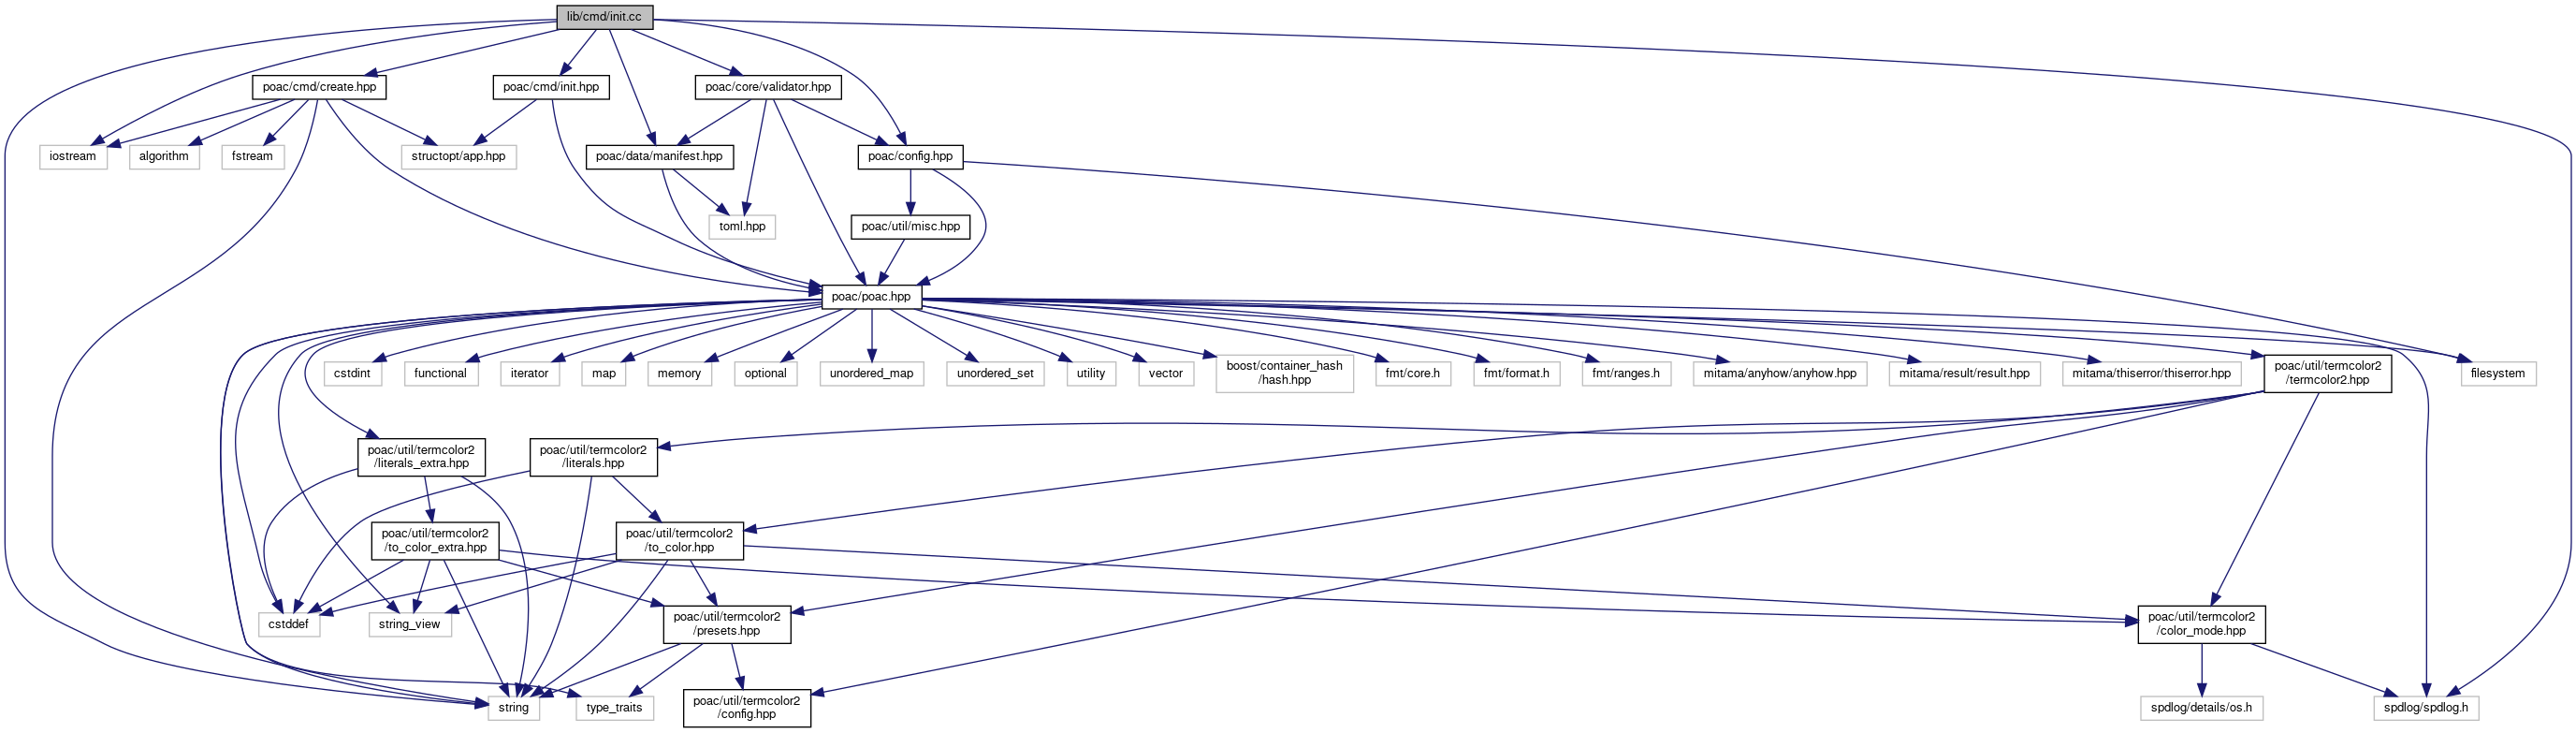 lib/cmd/init.cc
poac/cmd/create.hpp
poac/cmd/init.hpp
poac/core/validator.hpp
iostream
algorithm
fstream
structopt/app.hpp
poac/data/manifest.hpp
poac/config.hpp
toml.hpp
poac/util/misc.hpp
poac/poac.hpp
cstdint
functional
iterator
map
memory
optional
unordered_map
unordered_set
utility
vector
boost/container_hash
/hash.hpp
fmt/core.h
fmt/format.h
fmt/ranges.h
mitama/anyhow/anyhow.hpp
mitama/result/result.hpp
mitama/thiserror/thiserror.hpp
poac/util/termcolor2
/termcolor2.hpp
filesystem
poac/util/termcolor2
/literals_extra.hpp
poac/util/termcolor2
/literals.hpp
poac/util/termcolor2
/to_color_extra.hpp
poac/util/termcolor2
/to_color.hpp
cstddef
string_view
poac/util/termcolor2
/presets.hpp
poac/util/termcolor2
/color_mode.hpp
string
type_traits
poac/util/termcolor2
/config.hpp
spdlog/details/os.h
spdlog/spdlog.h